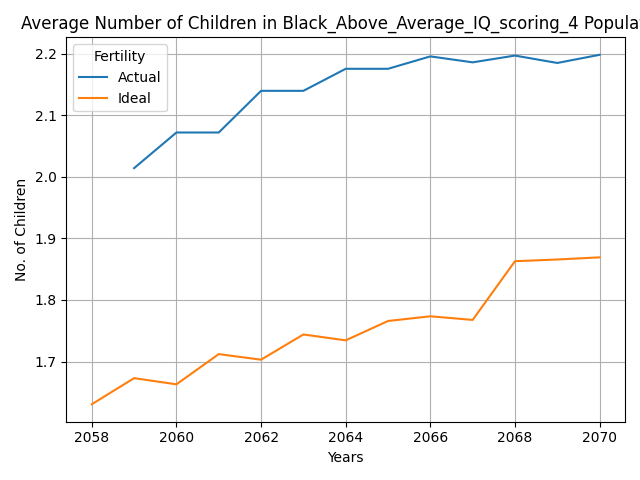 Average Number of Children in Black_Above_Average_IQ_scoring_4 Popula
Fertility
Actual
Ideal
2.2
2.1
2.0
1.9
1.8
1.7
No. of Children
2058
2060
2062
2064
2066
2068
2070
Years